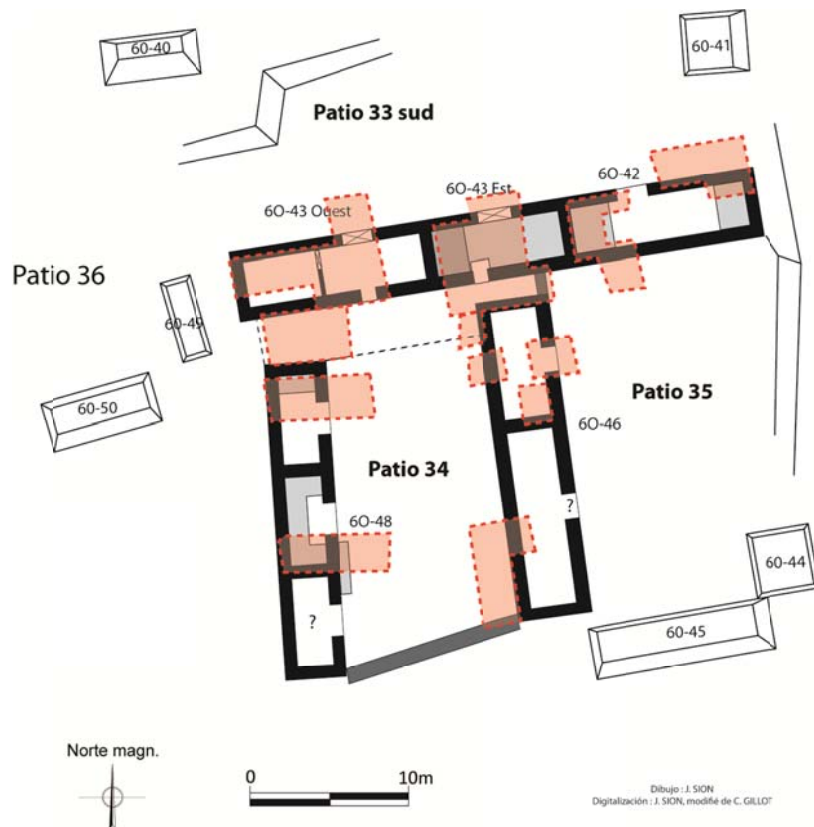 60-40
60-41
Patio 33 sud
6O-42
6O-43 Est
6O-43 Ouest
Patio 36
60-49
60-50
Patio 35
6O-46
Patio 34
?
6O-48
60-44
?
60-45
Norte magn.
0 10m
Dibujo : J. SION
Digitalización : J. SION, modifié de C. GILLOT